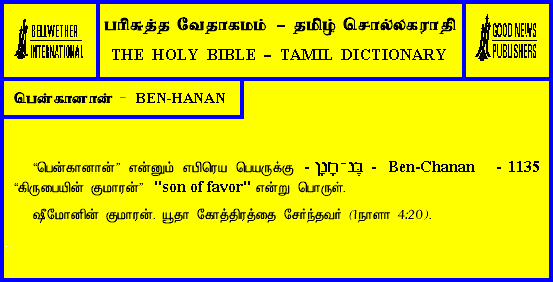 BELLWETHER
INTERNATIONAL
பரிசுத்த வேதாகமம் – தமிழ் சொல்லகராதி
THE HOLY BIBLE – TAMIL DICTIONARY
GOOD NEWS
PUBLISHERS
பென்கானான் – BEN-HANAN
“பென்கானான்” என்னும் எபிரெய பெயருக்கு - בֶּנ־חָנָן - Ben-Chanan - 1135
“கிருபையின் குமாரன்” "son of favor" என்று பொருள்.
ஷீமோனின் குமாரன். யூதா கோத்திரத்தை சேர்ந்தவர் (1நாளா 4:20).